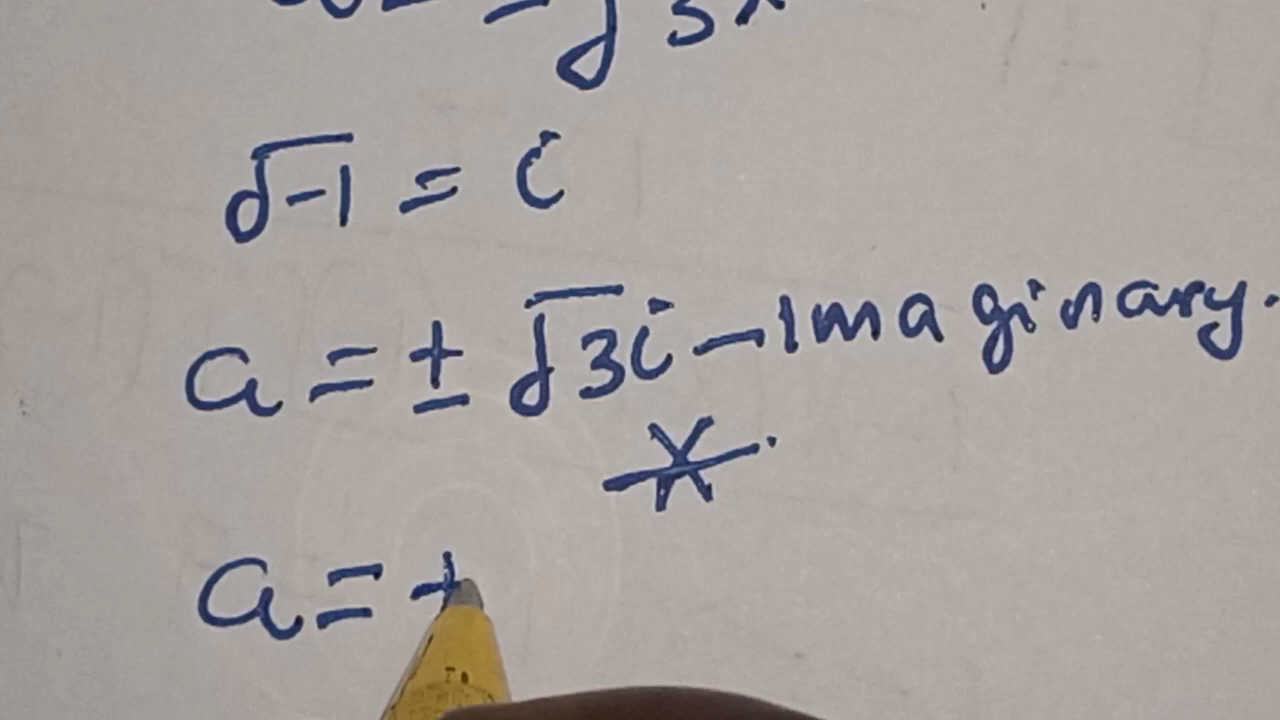 √-1 = i
a = ± √3i – Imaginary.
X
a = +